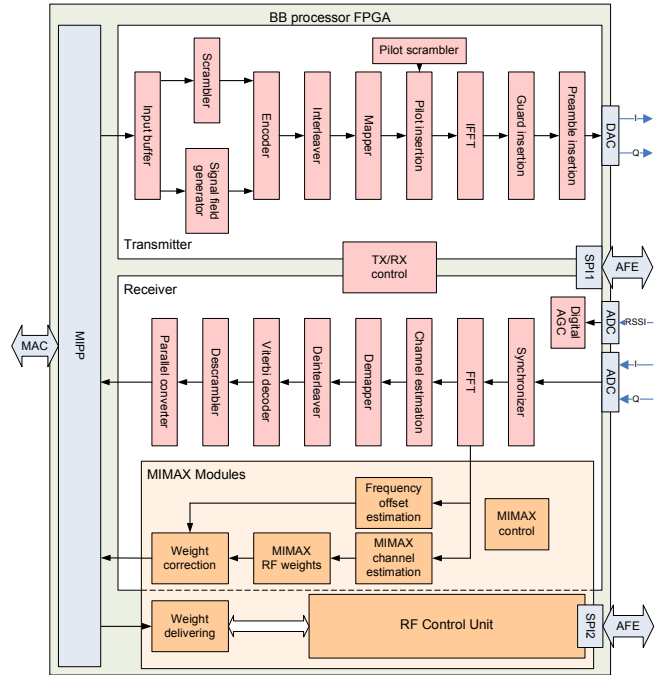 BB processor FPGA
Pilot scrambler
Scrambler
Input buffer
Signal field
generator
Encoder
Interleaver
Mapper
Pilot insertion
IFFT
Guard insertion
Preamble insertion
DAC
I
Q
Transmitter
TX/RX
control
SPI1
AFE
Receiver
Digital
AGC
ADC
RSSI
MAC
MIPP
Parallel converter
Descrambler
Viterbi decoder
Deinterleaver
Demapper
Channel estimation
FFT
Synchronizer
ADC
I
Q
MIMAX Modules
Frequency
offset
estimation
MIMAX
control
Weight
correction
MIMAX
RF weights
MIMAX
channel
estimation
Weight
delivering
RF Control Unit
SPI2
AFE